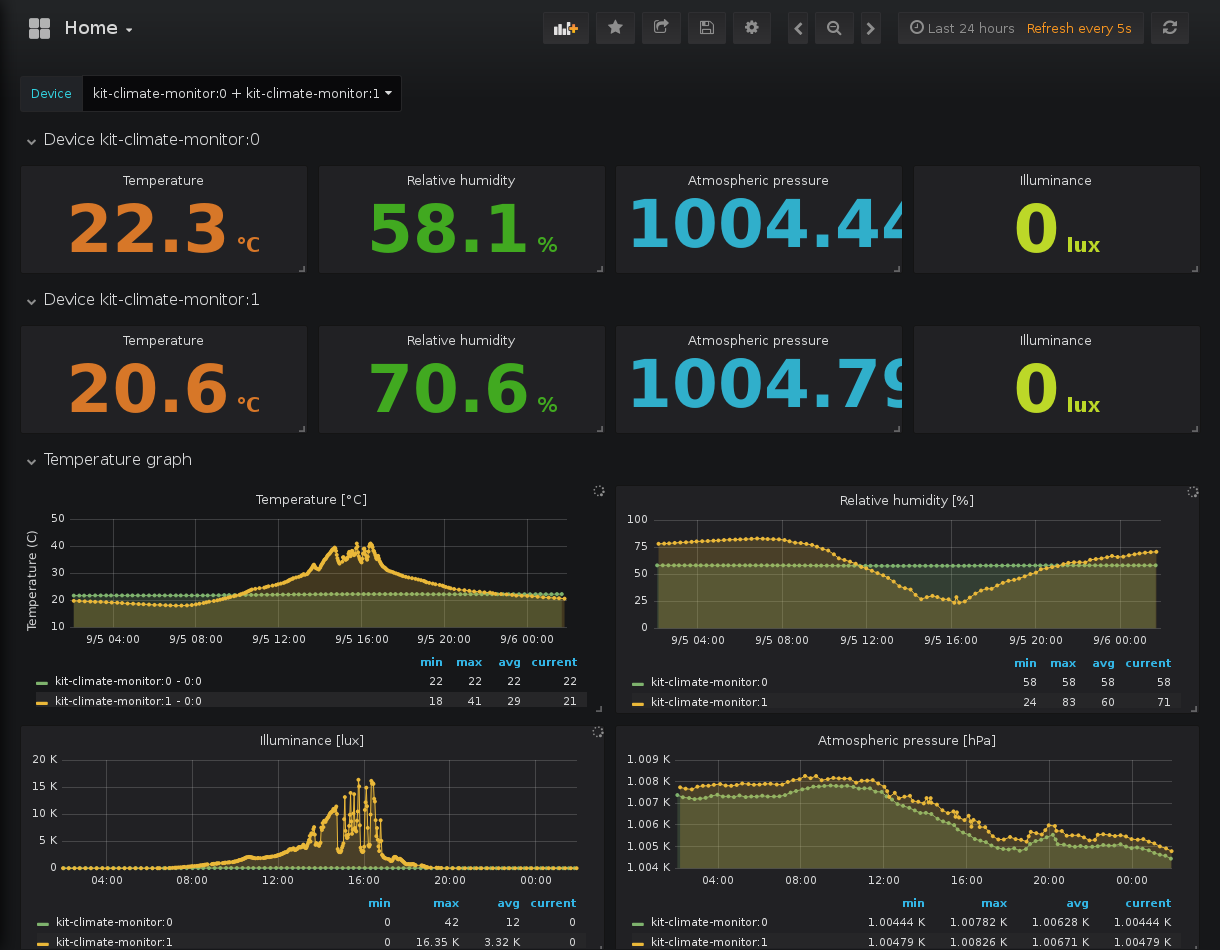 Home
Last 24 hours Refresh every 5s
Device kit-climate-monitor:0 + kit-climate-monitor:1
Device kit-climate-monitor:0
Temperature Relative humidity Atmospheric pressure Illuminance
22.3 °C 58.1 % 1004.44 0 lux
Device kit-climate-monitor:1
Temperature Relative humidity Atmospheric pressure Illuminance
20.6 °C 70.6 % 1004.79 0 lux
Temperature graph
Temperature [°C]
Temperature (C)
50
40
30
20
10
9/5 04:00 9/5 08:00 9/5 12:00 9/5 16:00 9/5 20:00 9/6 00:00
min max avg current
kit-climate-monitor:0 - 0:0 22 22 22 22
kit-climate-monitor:1 - 0:0 18 41 29 21
Relative humidity [%]
100
75
50
25
0
9/5 04:00 9/5 08:00 9/5 12:00 9/5 16:00 9/5 20:00 9/6 00:00
min max avg current
kit-climate-monitor:0 58 58 58 58
kit-climate-monitor:1 24 83 60 71
Illuminance [lux]
20 K
15 K
10 K
5 K
0
04:00 08:00 12:00 16:00 20:00 00:00
min max avg current
kit-climate-monitor:0 0 42 12 0
kit-climate-monitor:1 0 16.35 K 3.32 K 0
Atmospheric pressure [hPa]
1.009 K
1.008 K
1.007 K
1.006 K
1.005 K
1.004 K
04:00 08:00 12:00 16:00 20:00 00:00
min max avg current
kit-climate-monitor:0 1.00444 K 1.00782 K 1.00628 K 1.00444 K
kit-climate-monitor:1 1.00479 K 1.00826 K 1.00671 K 1.00479 K